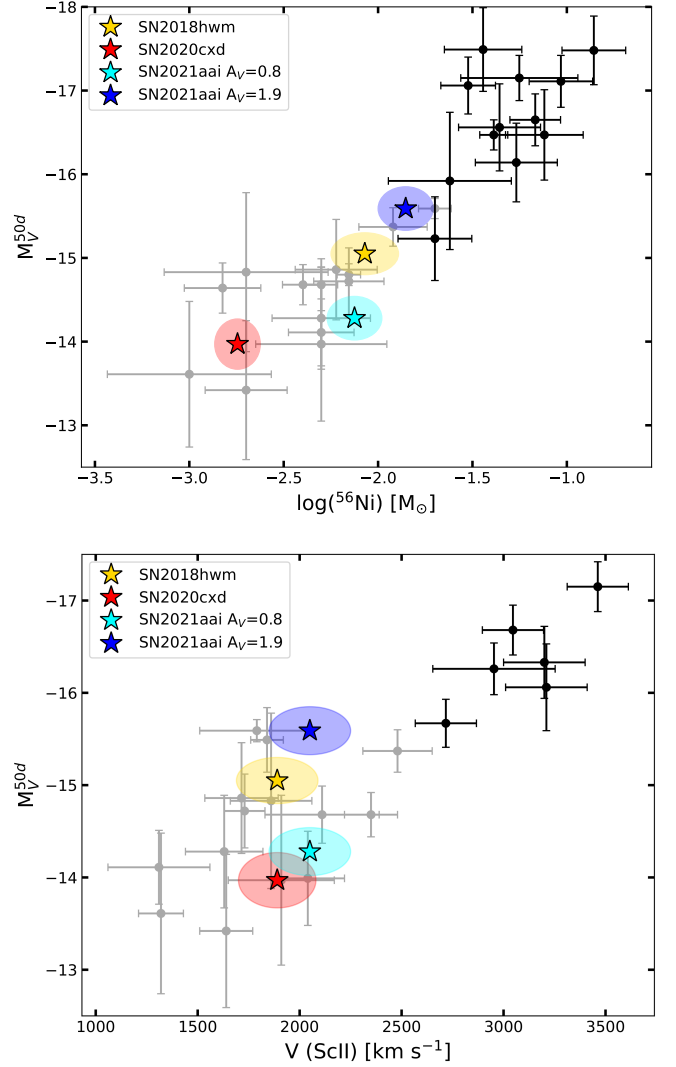 −18
−17
−16
−15
−14
−13
M_V^{50d}
SN2018hwm
SN2020cxd
SN2021aai A_V=0.8
SN2021aai A_V=1.9
−3.5 −3.0 −2.5 −2.0 −1.5 −1.0
log(^{56}Ni) [M_⊙]
−17
−16
−15
−14
−13
M_V^{50d}
SN2018hwm
SN2020cxd
SN2021aai A_V=0.8
SN2021aai A_V=1.9
1000 1500 2000 2500 3000 3500
V (ScII) [km s^{−1}]